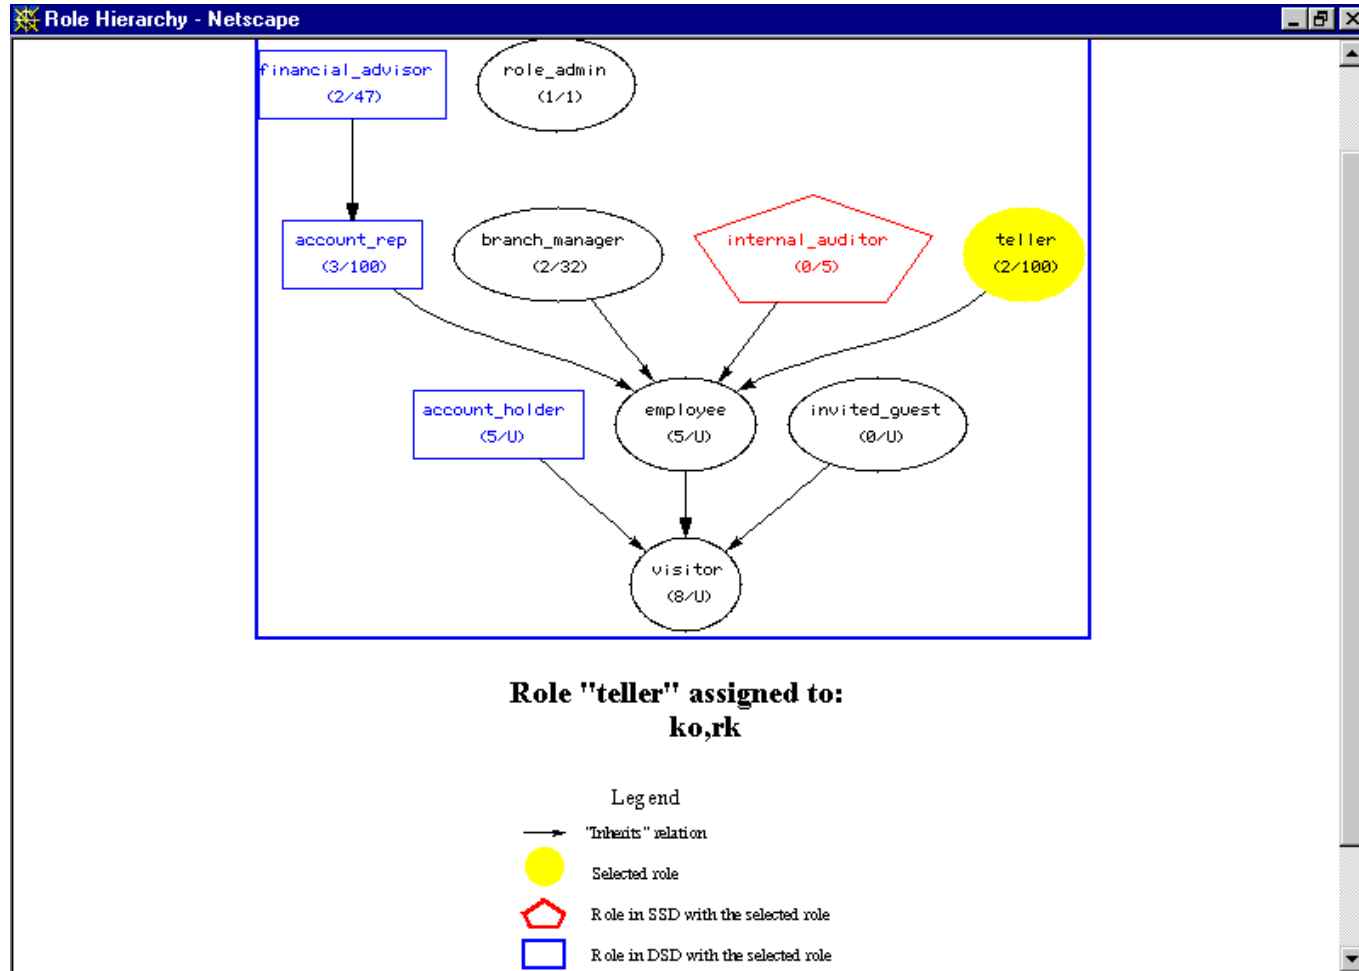 Role Hierarchy - Netscape
financial_advisor
(2/47)
role_admin
(1/1)
account_rep
(3/100)
branch_manager
(2/32)
internal_auditor
(0/5)
teller
(2/100)
account_holder
(5/U)
employee
(5/U)
invited_guest
(0/U)
visitor
(8/U)
Role "teller" assigned to:
ko,rk
Legend
"Inherits" relation
Selected role
Role in SSD with the selected role
Role in DSD with the selected role